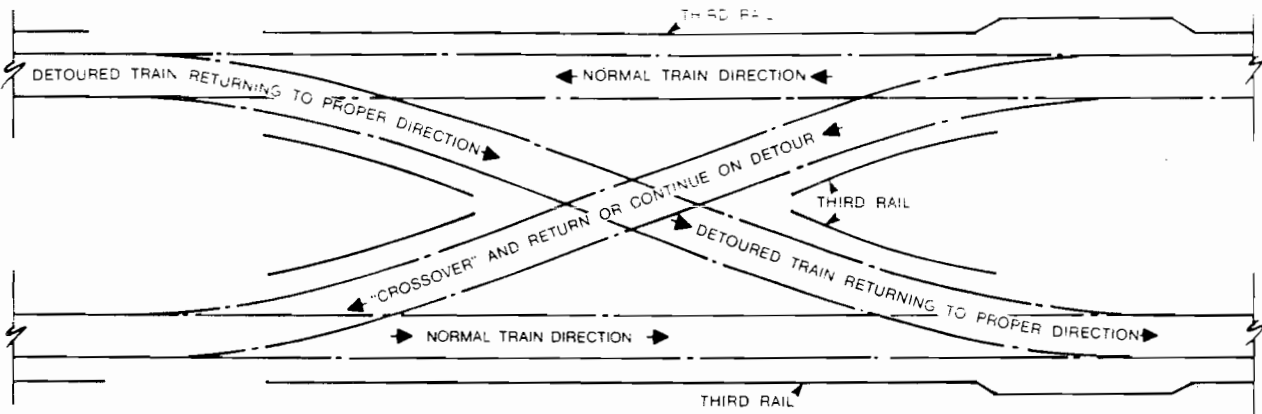 THIRD RAIL
DETOURED TRAIN RETURNING TO PROPER DIRECTION
NORMAL TRAIN DIRECTION
"CROSSOVER" AND RETURN OR CONTINUE ON DETOUR
THIRD RAIL
DETOURED TRAIN RETURNING TO PROPER DIRECTION
NORMAL TRAIN DIRECTION
THIRD RAIL